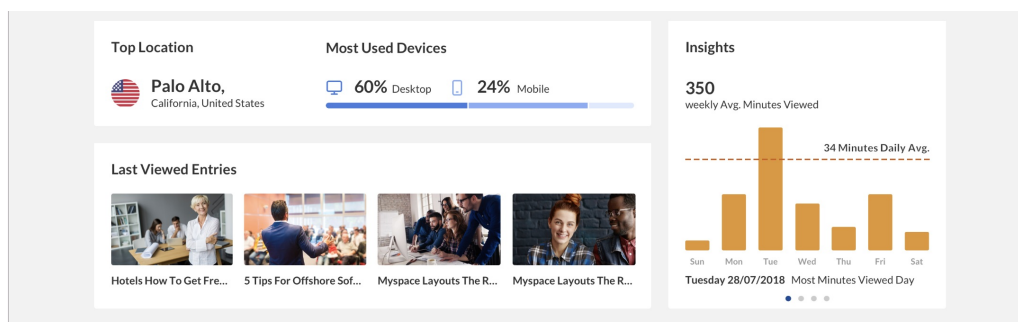 Top Location
Palo Alto,
California, United States
Most Used Devices
60% Desktop
24% Mobile
Last Viewed Entries
Hotels How To Get Fre...
5 Tips For Offshore Sof...
Myspace Layouts The R...
Myspace Layouts The R...
Insights
350
weekly Avg. Minutes Viewed
34 Minutes Daily Avg.
Sun Mon Tue Wed Thu Fri Sat
Tuesday 28/07/2018 Most Minutes Viewed Day